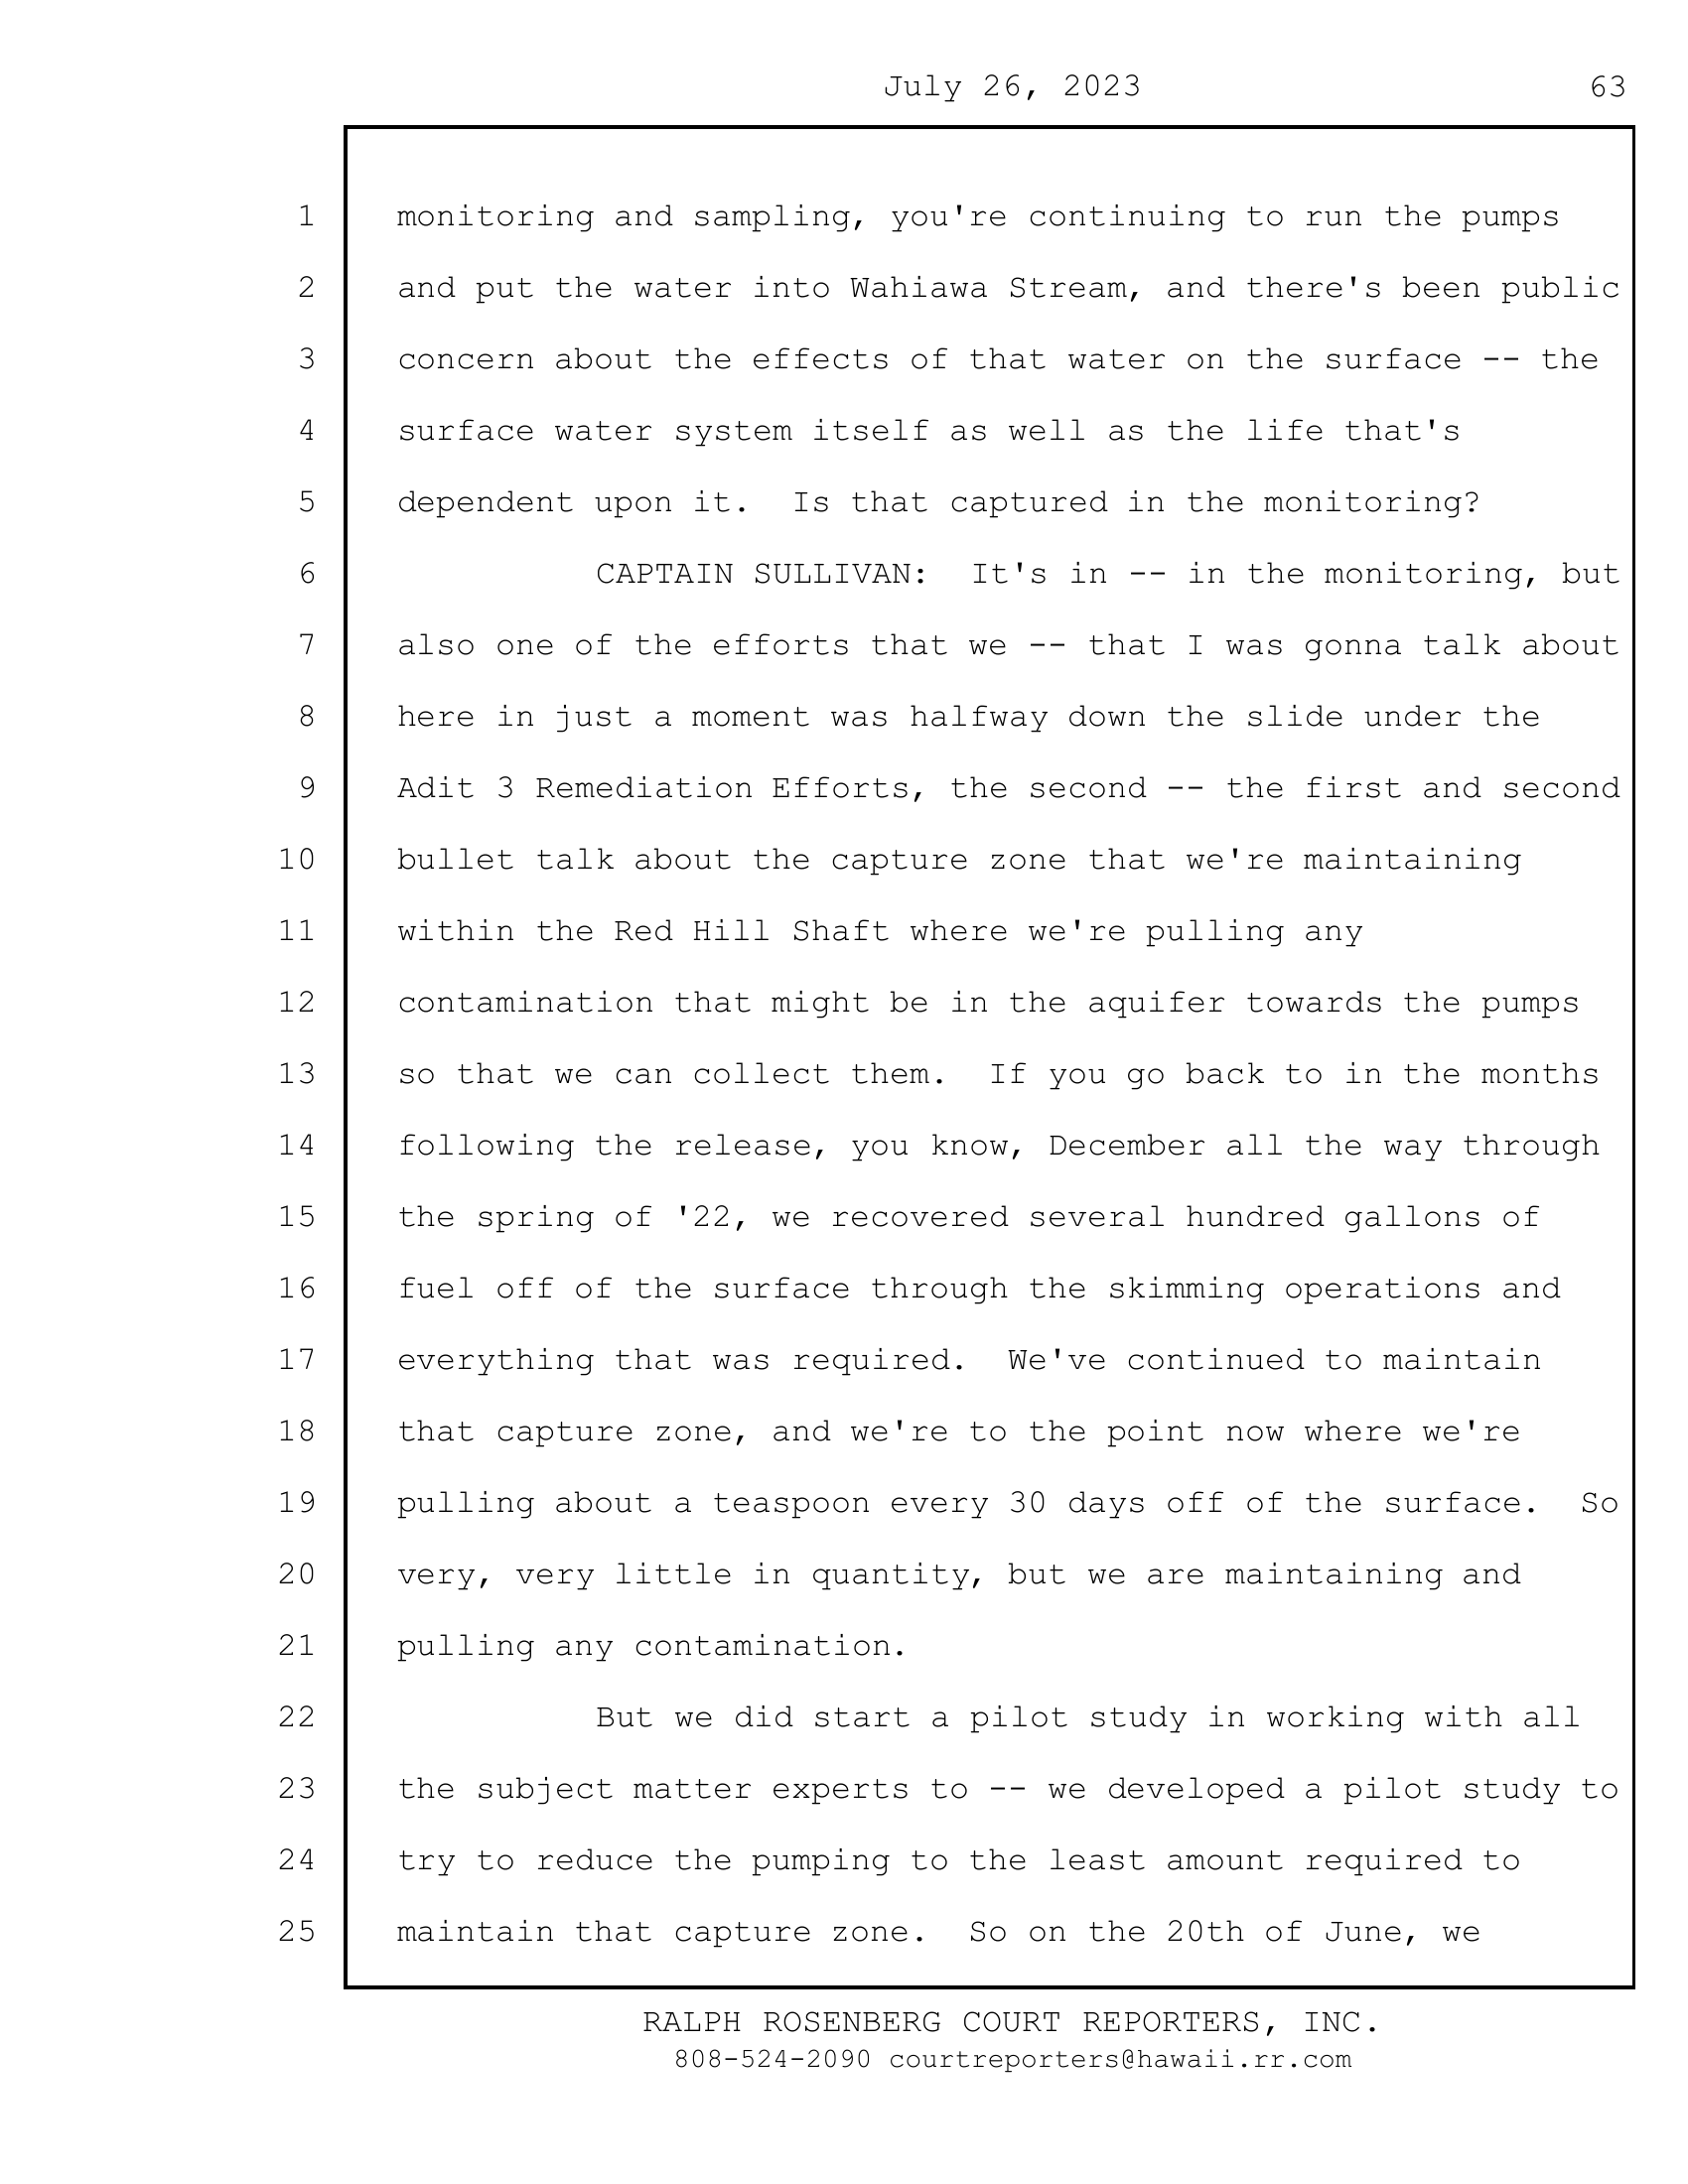 July 26, 2023 63
1 monitoring and sampling, you're continuing to run the pumps
2 and put the water into Wahiawa Stream, and there's been public
3 concern about the effects of that water on the surface -- the
4 surface water system itself as well as the life that's
5 dependent upon it.  Is that captured in the monitoring?
6 CAPTAIN SULLIVAN:  It's in -- in the monitoring, but
7 also one of the efforts that we -- that I was gonna talk about
8 here in just a moment was halfway down the slide under the
9 Adit 3 Remediation Efforts, the second -- the first and second
10 bullet talk about the capture zone that we're maintaining
11 within the Red Hill Shaft where we're pulling any
12 contamination that might be in the aquifer towards the pumps
13 so that we can collect them.  If you go back to in the months
14 following the release, you know, December all the way through
15 the spring of '22, we recovered several hundred gallons of
16 fuel off of the surface through the skimming operations and
17 everything that was required.  We've continued to maintain
18 that capture zone, and we're to the point now where we're
19 pulling about a teaspoon every 30 days off of the surface.  So
20 very, very little in quantity, but we are maintaining and
21 pulling any contamination.
22 But we did start a pilot study in working with all
23 the subject matter experts to -- we developed a pilot study to
24 try to reduce the pumping to the least amount required to
25 maintain that capture zone.  So on the 20th of June, we
RALPH ROSENBERG COURT REPORTERS, INC.
808-524-2090 courtreporters@hawaii.rr.com